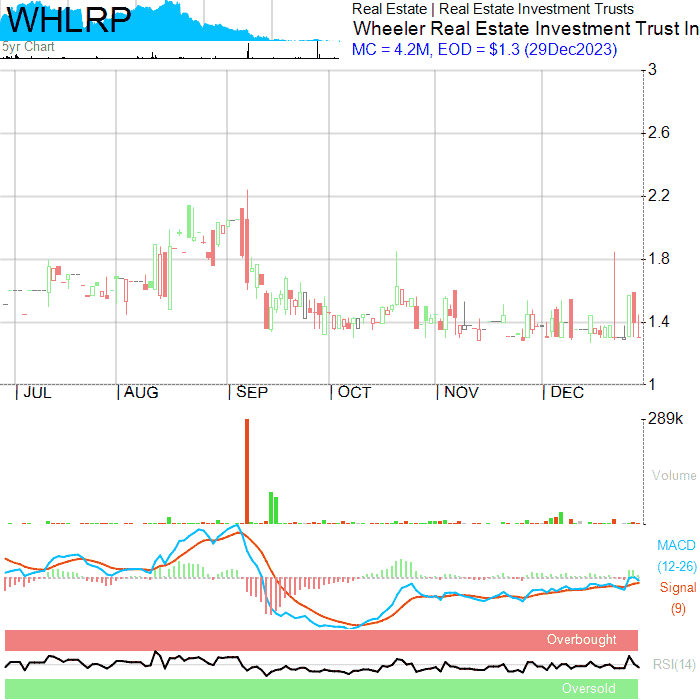 WHLRP
5yr Chart
Real Estate | Real Estate Investment Trusts
Wheeler Real Estate Investment Trust In
MC = 4.2M, EOD = $1.3 (29Dec2023)
3
2.6
2.2
1.8
1.4
1
JUL AUG SEP OCT NOV DEC
289k
Volume
MACD
(12-26)
Signal
(9)
Overbought
RSI(14)
Oversold